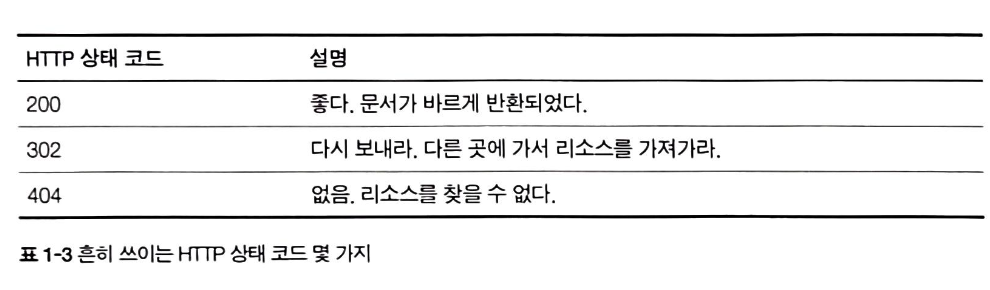 HTTP 상태 코드 설명
200 좋다. 문서가 바르게 반환되었다.
302 다시 보내라. 다른 곳에 가서 리소스를 가져가라.
404 없음. 리소스를 찾을 수 없다.
표 1-3 흔히 쓰이는 HTTP 상태 코드 몇 가지